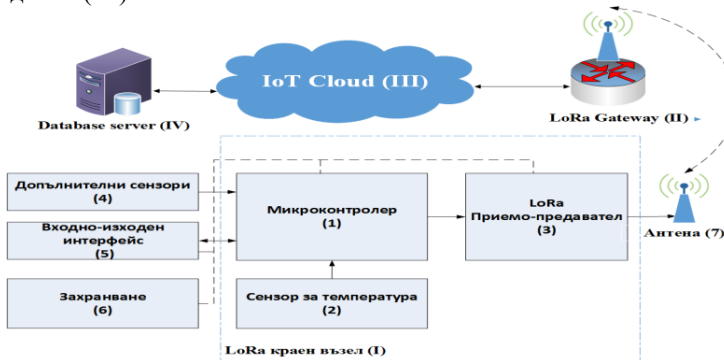 IoT Cloud (III)
Database server (IV)
LoRa Gateway (II)
Допълнителни сензори
(4)
Микроконтролер
(1)
LoRa
Приемо-предавател
(3)
Входно-изходен
интерфейс
(5)
Антена (7)
Захранване
(6)
Сензор за температура
(2)
LoRa краен възел (I)